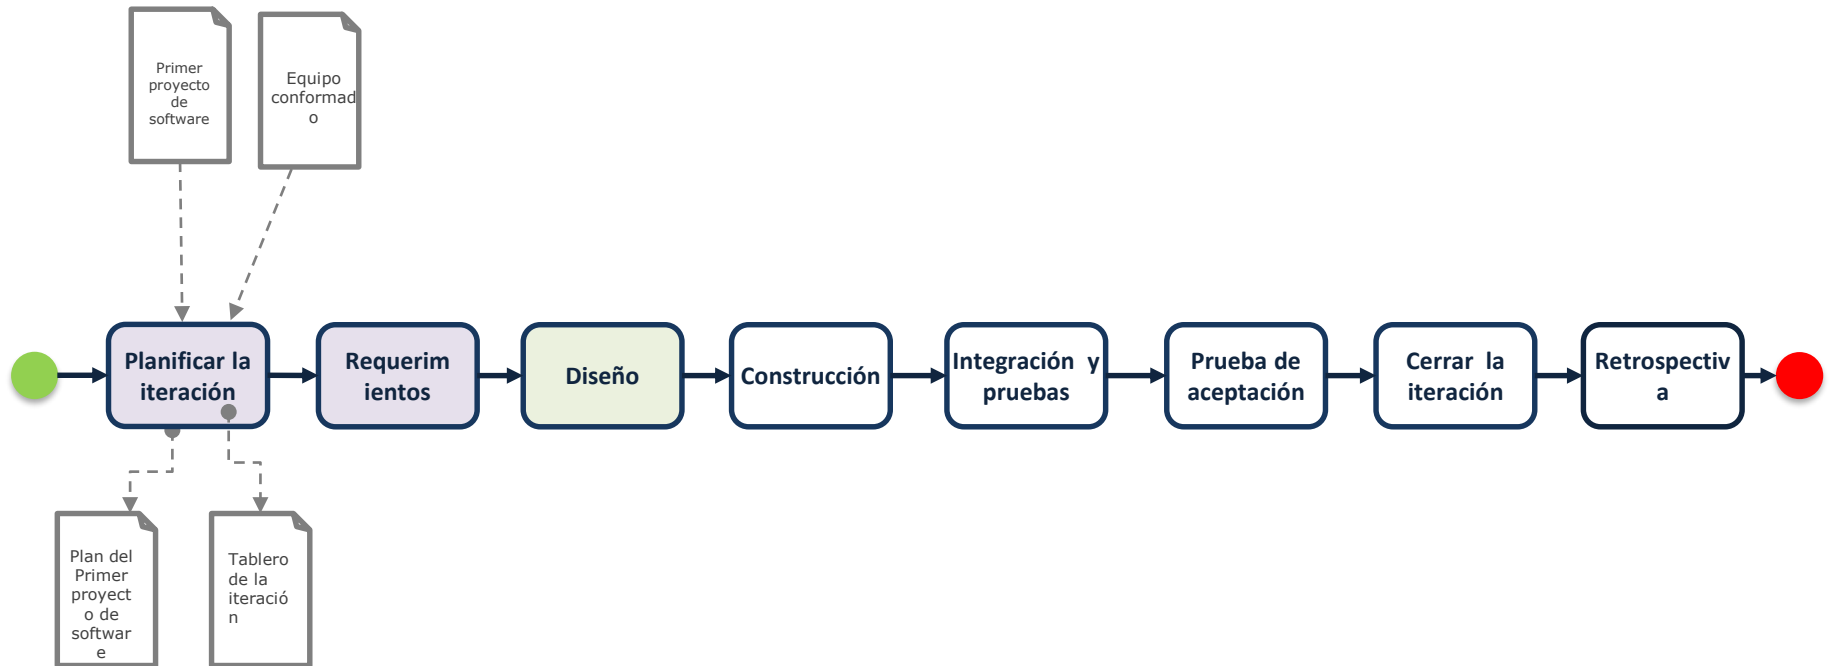 Primer
proyecto
de
software
Equipo
conformad
o
Planificar la
iteración
Requerim
ientos
Diseño
Construcción
Integración y
pruebas
Prueba de
aceptación
Cerrar la
iteración
Retrospectiv
a
Plan del
Primer
proyect
o de
softwar
e
Tablero
de la
iteració
n